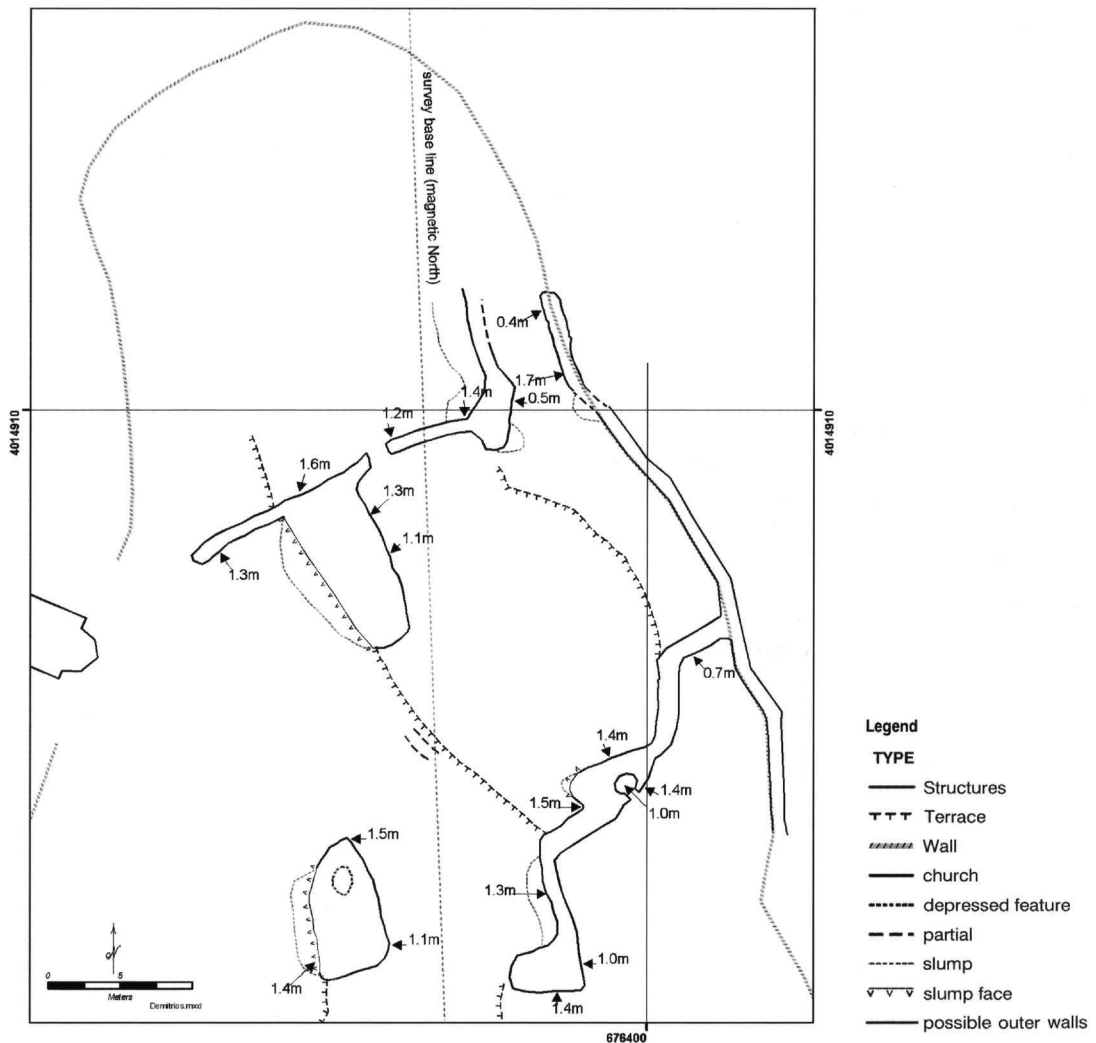 survey base line (magnetic North)
0.4m
1.7m
1.4m
0.5m
1.2m
4014910
4014910
1.6m
1.3m
1.1m
1.3m
0.7m
1.4m
1.4m
1.5m
1.0m
1.5m
1.3m
1.1m
1.0m
1.4m
1.4m
N
0 5
Meters
Demitrios.mxd
676400
Legend
TYPE
Structures
Terrace
Wall
church
depressed feature
partial
slump
slump face
possible outer walls